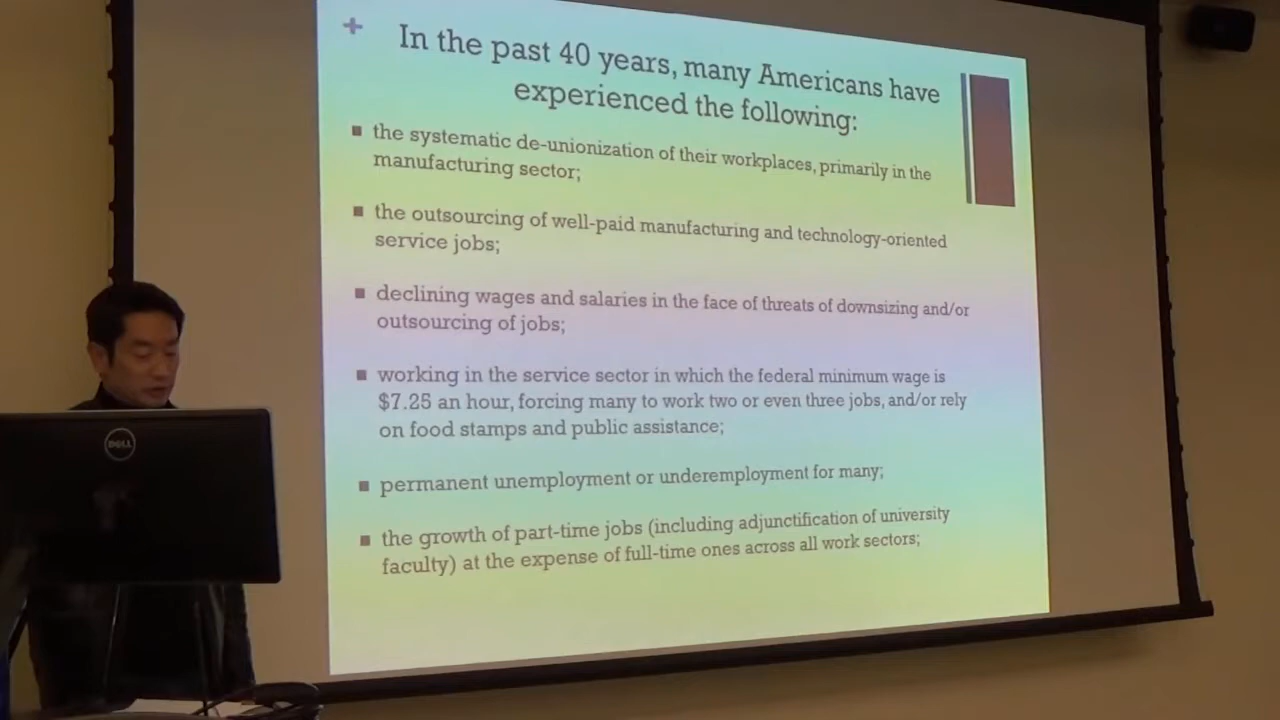 + In the past 40 years, many Americans have
experienced the following:
■ the systematic de-unionization of their workplaces, primarily in the
manufacturing sector;
■ the outsourcing of well-paid manufacturing and technology-oriented
service jobs;
■ declining wages and salaries in the face of threats of downsizing and/or
outsourcing of jobs;
■ working in the service sector in which the federal minimum wage is
$7.25 an hour, forcing many to work two or even three jobs, and/or rely
on food stamps and public assistance;
■ permanent unemployment or underemployment for many;
■ the growth of part-time jobs (including adjunctification of university
faculty) at the expense of full-time ones across all work sectors;
DELL